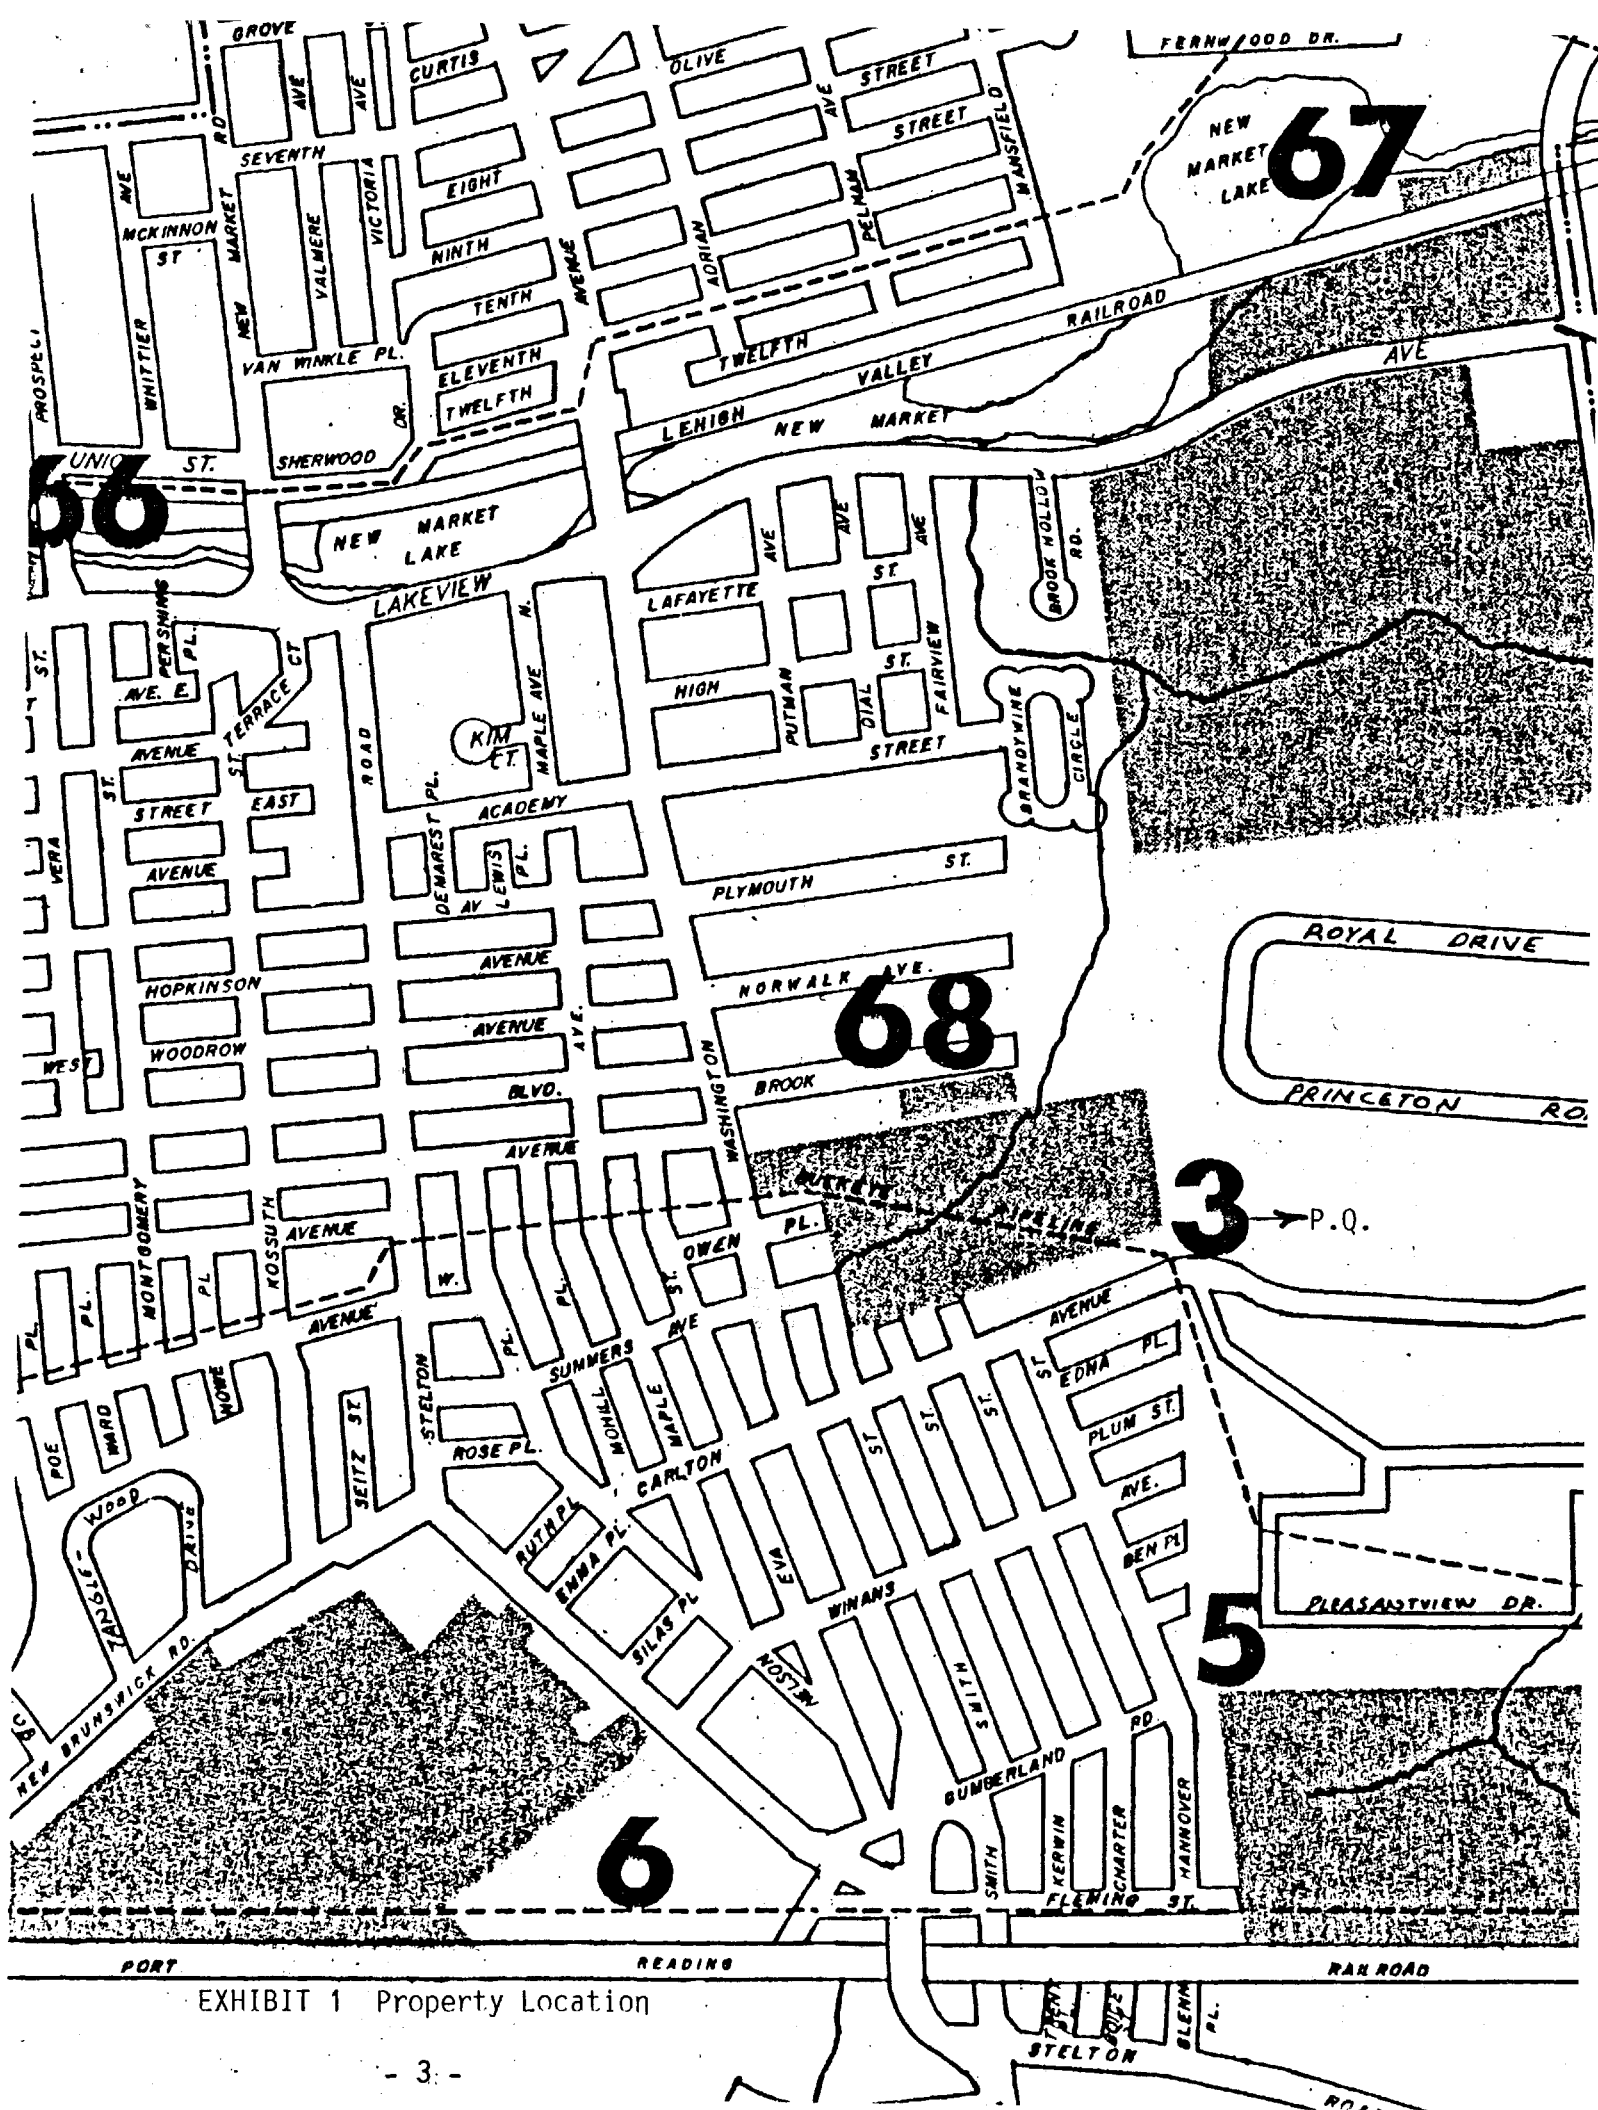 GROVE
CURTIS
OLIVE
STREET
FERNWOOD DR.
AVE
AVE
AVE
RD
SEVENTH
STREET
MANSFIELD
NEW
MARKET
LAKE
67
AVE
MCKINNON
ST
MARKET
NEW
VALMERE
VICTORIA
EIGHT
NINTH
TENTH
AVENUE
ADRIAN
PELHAM
WHITTIER
VAN WINKLE PL.
ELEVENTH
TWELFTH
TWELFTH
RAILROAD
VALLEY
LEHIGH
NEW MARKET
AVE
DR.
SHERWOOD
ST.
66
NEW MARKET
LAKE
LAKEVIEW
LAFAYETTE
AVE
AVE
AVE
ST.
BROOK HOLLOW
RD.
PERSHING
PL.
ST.
CT
TERRACE
AVE. E.
AVENUE
ST
ROAD
KIM
CT.
N.
MAPLE AVE
HIGH
ST.
FAIRVIEW
PUTMAN
DIAL
STREET
BRANDYWINE
CIRCLE
ST.
STREET
EAST
VERA
AVENUE
DEMAREST PL.
ACADEMY
LEWIS
PL.
AV
PLYMOUTH
ST.
ROYAL DRIVE
HOPKINSON
AVENUE
NORWALK AVE.
68
WOODROW
AVENUE
AVE.
WEST
BLVD.
WASHINGTON
BROOK
PRINCETON RD.
AVENUE
BUCKEYE
PIPELINE
3
P.Q.
MONTGOMERY
KOSSUTH
AVENUE
OWEN
PL.
W.
PL.
PL.
PL.
PL.
ST.
AVENUE
AVENUE
STELTON
PL.
SUMMERS
AVE
ST
EDNA PL.
HOWE
POE
WARD
SEITZ ST.
ROSE PL.
MOHILL
MAPLE
CARLTON
ST
ST.
ST.
PLUM ST.
AVE.
TANGLE-
WOOD
DRIVE
RUTH PL
EMMA PL.
SILAS PL
EVA
WINANS
BEN PL
5
PLEASANTVIEW DR.
NELSON
SMITH
RD
NEW BRUNSWICK RD.
BUMBERLAND
6
SMITH
KERWIN
CHARTER
HANNOVER
FLEMING ST.
PORT READING RAILROAD
EXHIBIT 1 Property Location
GLENN
PL.
STELTON
- 3 -